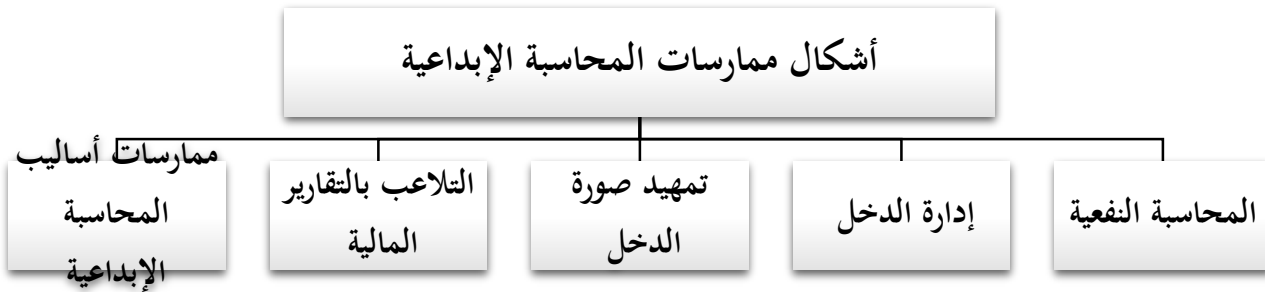 أشكال ممارسات المحاسبة الإبداعية
المحاسبة النفعية
إدارة الدخل
تمهيد صورة
الدخل
التلاعب بالتقارير
المالية
ممارسات أساليب
المحاسبة
الإبداعية